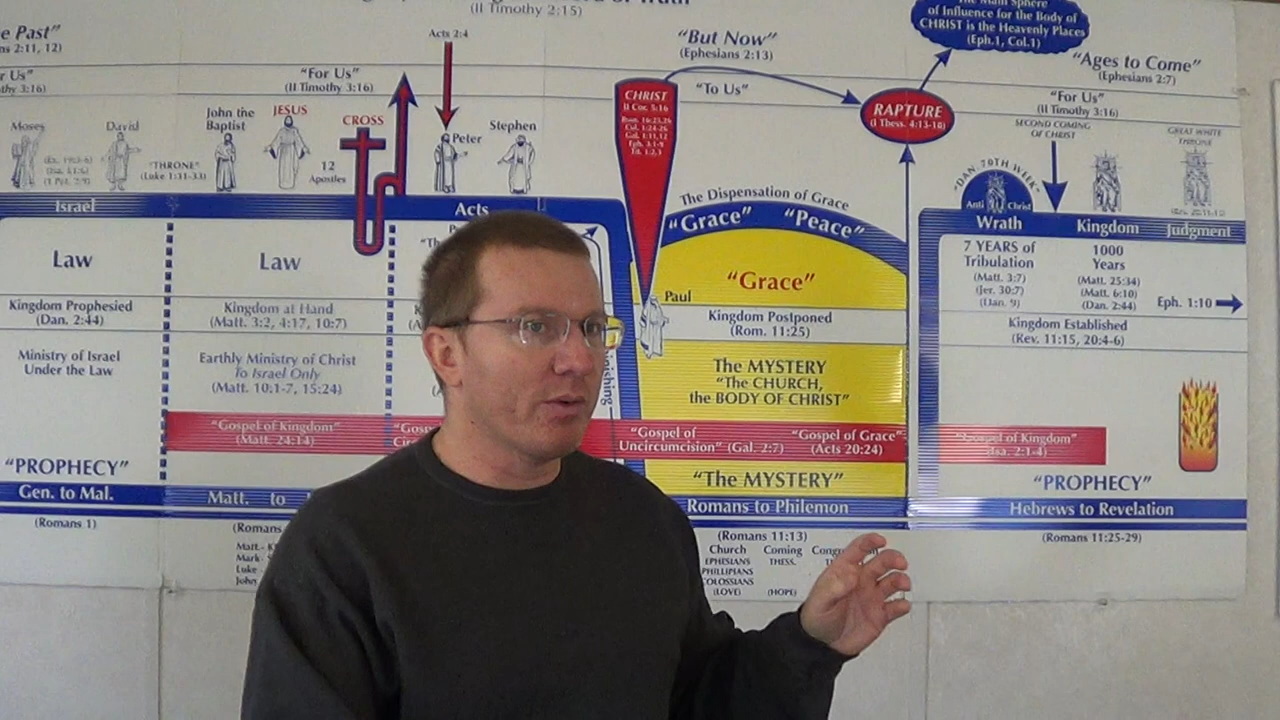 (II Timothy 2:15)
The Main Sphere
of Influence for the Body of
CHRIST is the Heavenly Places
(Eph.1, Col.1)
e Past”
ns 2:11, 12)
Acts 2:4
“But Now”
(Ephesians 2:13)
“Ages to Come”
(Ephesians 2:7)
r Us”
thy 3:16)
“For Us”
(II Timothy 3:16)
“To Us”
“For Us”
(II Timothy 3:16)
CHRIST
II Cor. 5:16
RAPTURE
(I Thess. 4:13-18)
SECOND COMING
OF CHRIST
GREAT WHITE
THRONE
Moses
David
“THRONE”
(Luke 1:31-33)
John the
Baptist
JESUS
CROSS
12
Apostles
Peter
Stephen
“DAN. 70TH WEEK”
Anti Christ
The Dispensation of Grace
“Grace” “Peace”
Israel
Acts
Wrath
Kingdom
Judgment
Law
Law
“Grace”
7 YEARS of
Tribulation
(Matt. 3:7)
(Jer. 30:7)
(Dan. 9)
1000
Years
(Matt. 25:34)
(Matt. 6:10)
(Dan. 2:44)
Eph. 1:10
Paul
Kingdom Prophesied
(Dan. 2:44)
Kingdom at Hand
(Matt. 3:2, 4:17, 10:7)
Kingdom Postponed
(Rom. 11:25)
Kingdom Established
(Rev. 11:15, 20:4-6)
Ministry of Israel
Under the Law
Earthly Ministry of Christ
To Israel Only
(Matt. 10:1-7, 15:24)
The MYSTERY
“The CHURCH,
the BODY OF CHRIST”
“Gospel of Kingdom”
(Matt. 24:14)
“Gospel of
Uncircumcision” (Gal. 2:7)
“Gospel of Grace”
(Acts 20:24)
“Gospel of Kingdom”
(Isa. 2:1-4)
“PROPHECY”
“The MYSTERY”
“PROPHECY”
Gen. to Mal.
Matt. to
Romans to Philemon
Hebrews to Revelation
(Romans 1)
(Romans
(Romans 11:13)
(Romans 11:25-29)
Matt.
Mark
Luke
John
Church
EPHESIANS
PHILLIPIANS
COLOSSIANS
(LOVE)
Coming
THESS.
(HOPE)